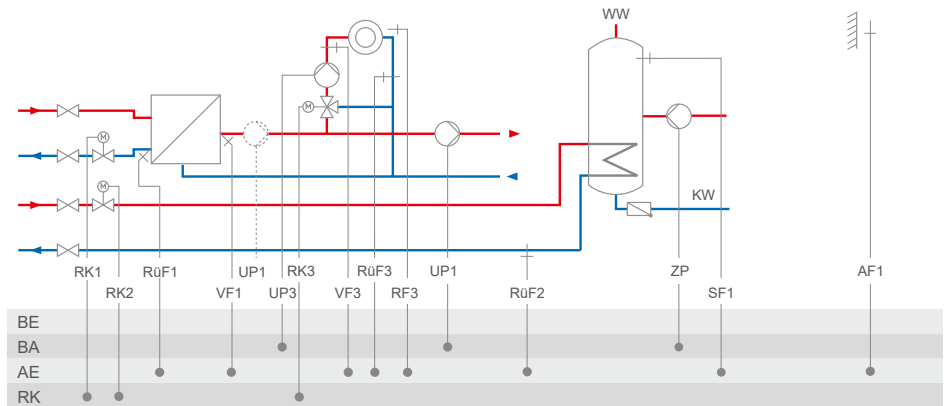 WW
M
M
M
KW
RK1 RüF1 UP1 RK3 RüF3 UP1 ZP AF1
RK2 VF1 UP3 VF3 RF3 RüF2 SF1
BE
BA
AE
RK